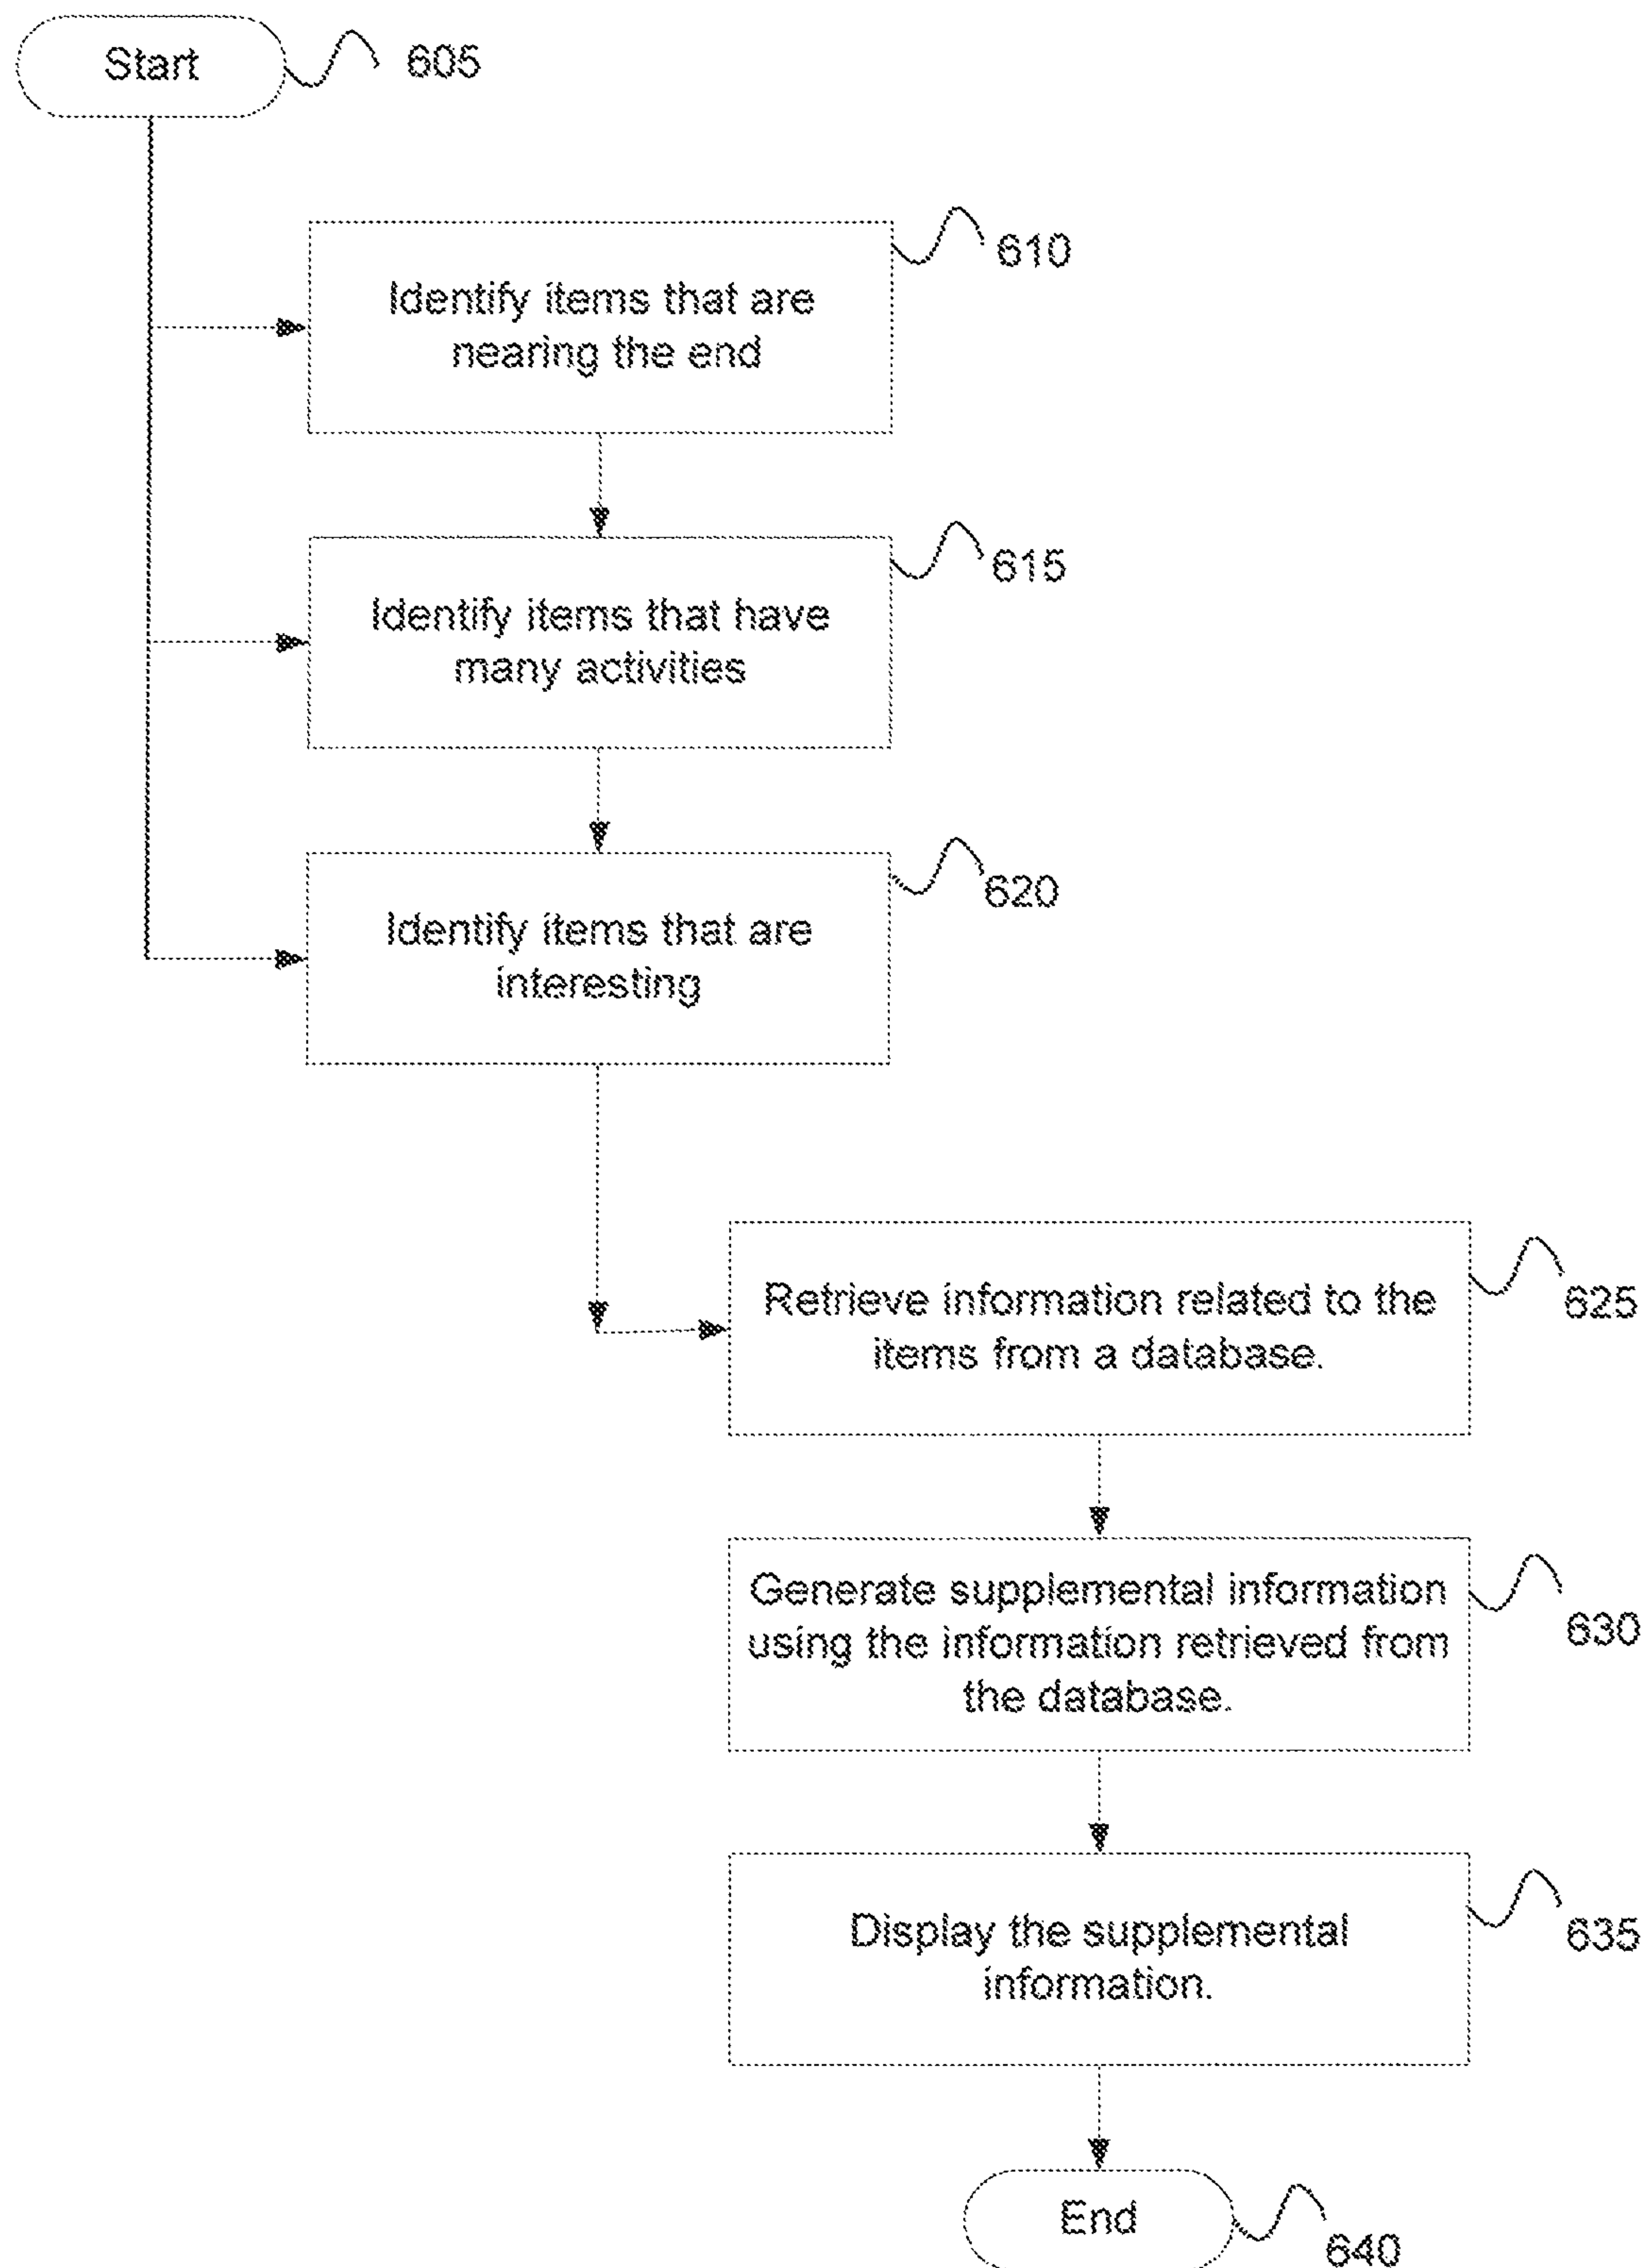 Start
605
610
Identify items that are
nearing the end
615
Identify items that have
many activities
620
Identify items that are
interesting
625
Retrieve information related to the
items from a database.
630
Generate supplemental information
using the information retrieved from
the database.
635
Display the supplemental
information.
End
640